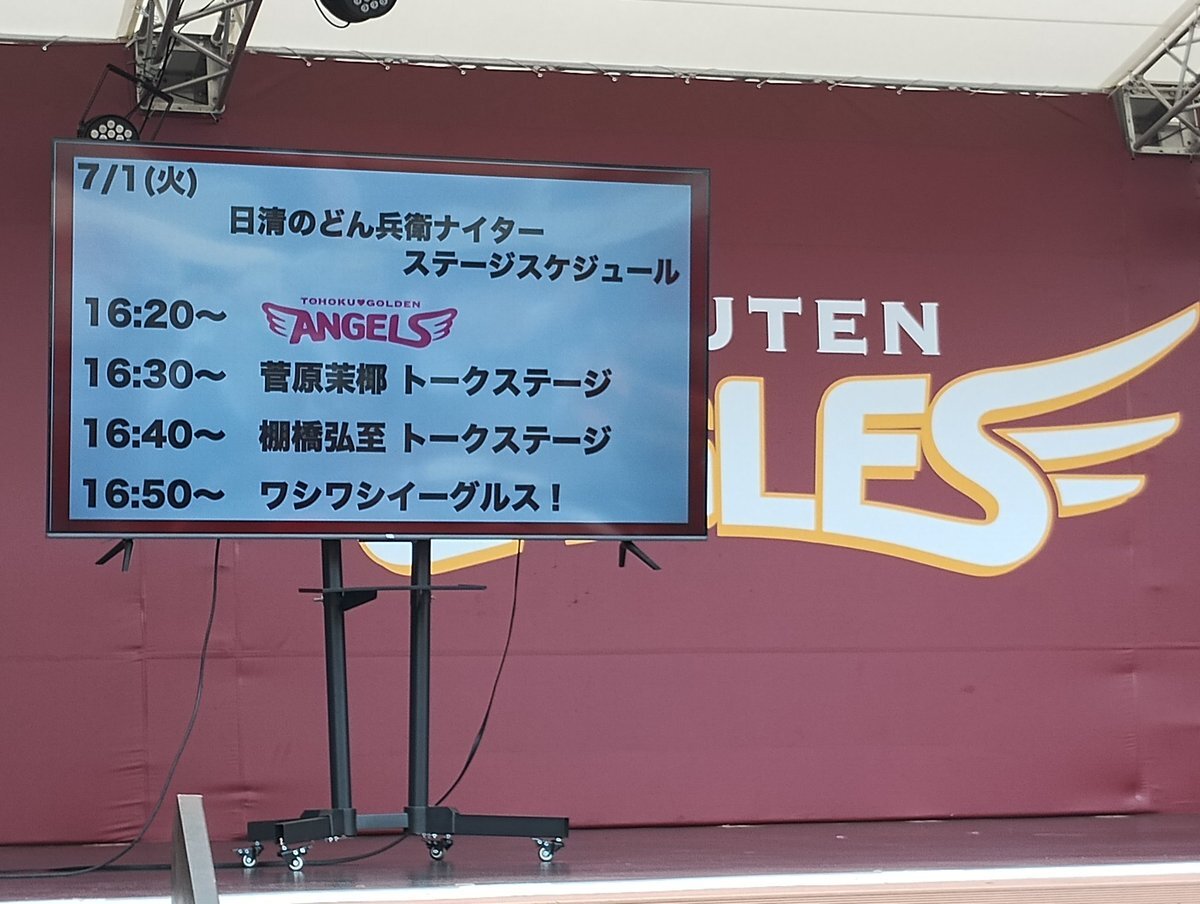 7/1(火)
日清のどん兵衛ナイター
ステージスケジュール
16:20～ TOHOKU♥GOLDEN ANGELS
16:30～ 菅原茉椰 トークステージ
16:40～ 棚橋弘至 トークステージ
16:50～ ワシワシイーグルス！
UTEN
GLES